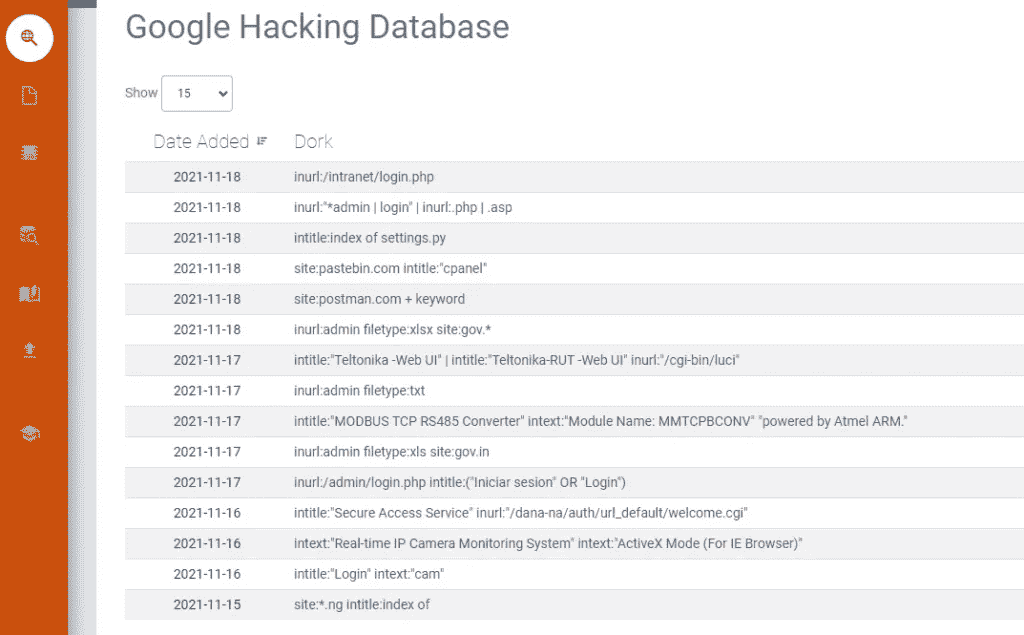 Google Hacking Database
Show 15
Date Added Dork
2021-11-18 inurl:/intranet/login.php
2021-11-18 inurl:"*admin | login" | inurl:.php | .asp
2021-11-18 intitle:index of settings.py
2021-11-18 site:pastebin.com intitle:"cpanel"
2021-11-18 site:postman.com + keyword
2021-11-18 inurl:admin filetype:xlsx site:gov.*
2021-11-17 intitle:"Teltonika -Web UI" | intitle:"Teltonika-RUT -Web UI" inurl:"/cgi-bin/luci"
2021-11-17 inurl:admin filetype:txt
2021-11-17 intitle:"MODBUS TCP RS485 Converter" intext:"Module Name: MMTCPBCONV" "powered by Atmel ARM."
2021-11-17 inurl:admin filetype:xls site:gov.in
2021-11-17 inurl:/admin/login.php intitle:("Iniciar sesion" OR "Login")
2021-11-16 intitle:"Secure Access Service" inurl:"/dana-na/auth/url_default/welcome.cgi"
2021-11-16 intext:"Real-time IP Camera Monitoring System" intext:"ActiveX Mode (For IE Browser)"
2021-11-16 intitle:"Login" intext:"cam"
2021-11-15 site:*.ng intitle:index of